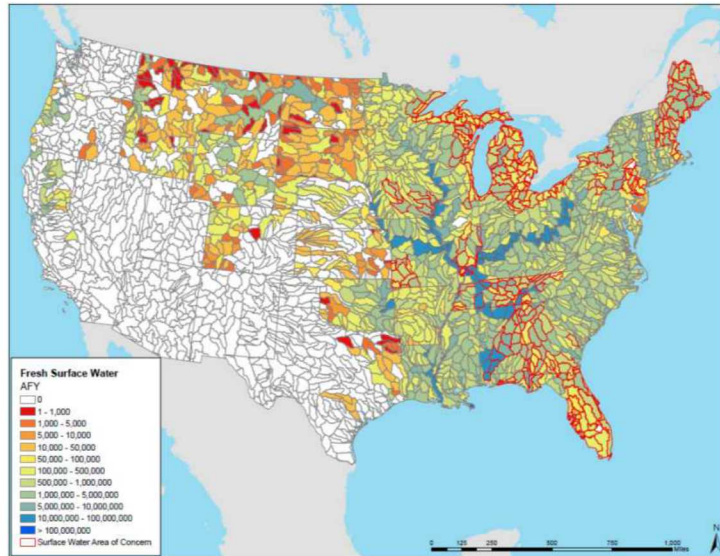 Fresh Surface Water
AFY
0
1 - 1,000
1,000 - 5,000
5,000 - 10,000
10,000 - 50,000
50,000 - 100,000
100,000 - 500,000
500,000 - 1,000,000
1,000,000 - 5,000,000
5,000,000 - 10,000,000
10,000,000 - 100,000,000
> 100,000,000
Surface Water Area of Concern
N
0 125 250 500 750 1,000
Miles